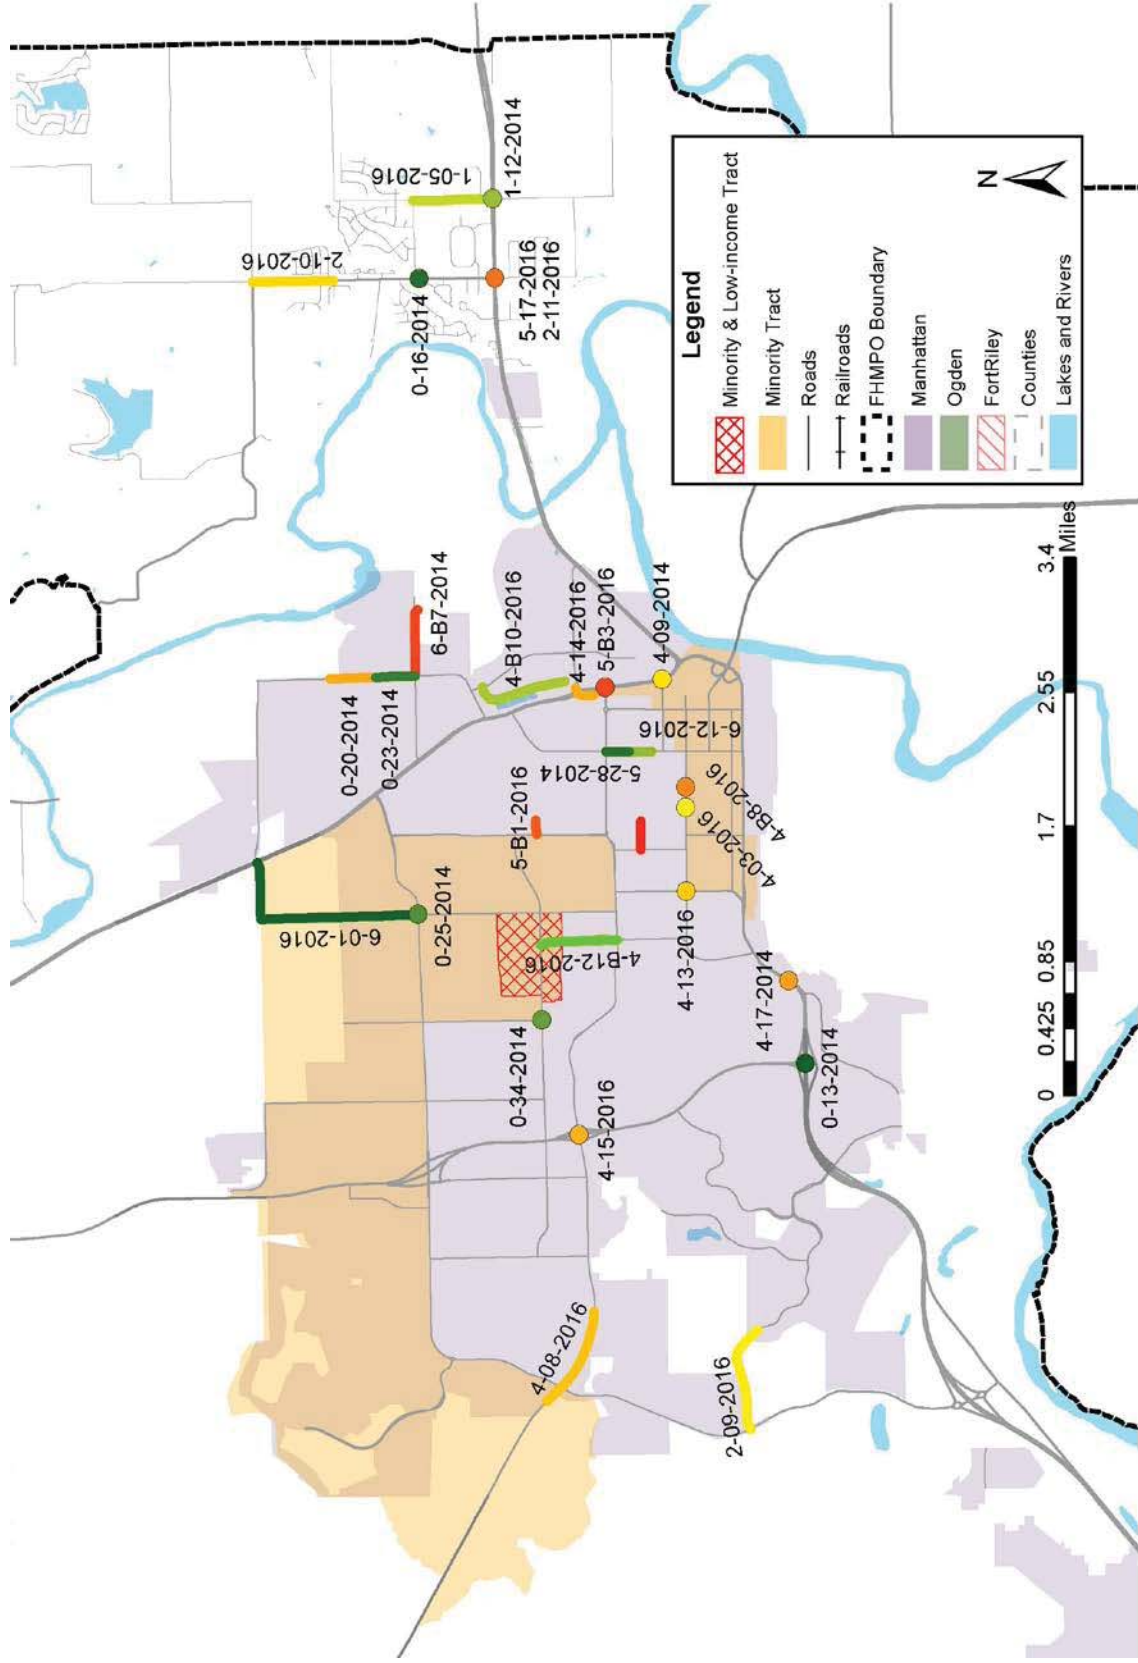 2-10-2016
1-05-2016
0-16-2014
1-12-2014
5-17-2016
2-11-2016
6-B7-2014
0-20-2014
0-23-2014
4-B10-2016
4-14-2016
5-B3-2016
4-09-2014
6-12-2016
5-28-2014
5-B1-2016
4-B8-2016
4-03-2016
6-01-2016
0-25-2014
4-B12-2016
4-13-2016
0-34-2014
4-17-2014
0-13-2014
4-15-2016
4-08-2016
2-09-2016
Legend
Minority & Low-income Tract
Minority Tract
Roads
Railroads
FHMPO Boundary
Manhattan
Ogden
FortRiley
Counties
Lakes and Rivers
N
0 0.425 0.85 1.7 2.55 3.4
Miles